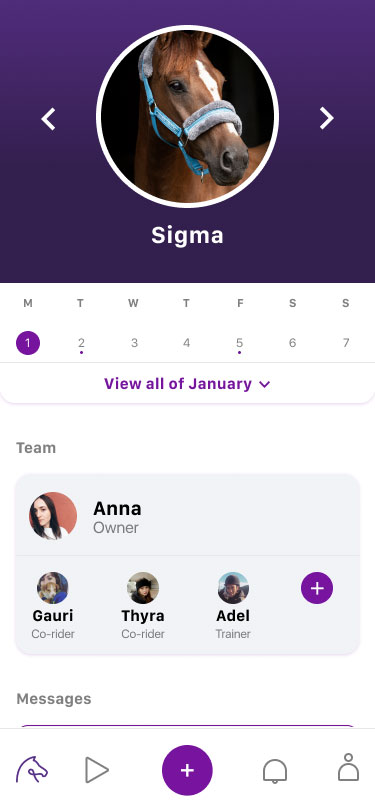 Sigma
M T W T F S S
1 2 3 4 5 6 7
View all of January
Team
Anna
Owner
Gauri Thyra Adel
Co-rider Co-rider Trainer
Messages